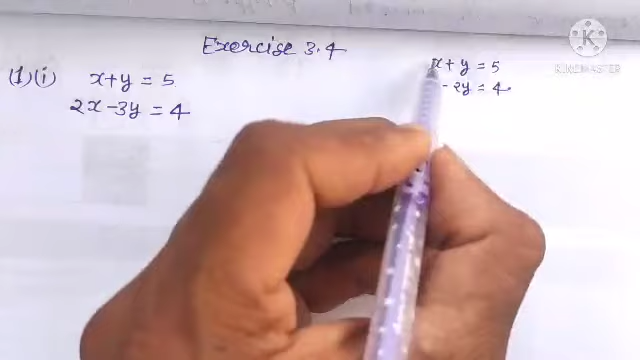 Exercise 3.4
(1)(i) x+y = 5
2x-3y = 4
x+y = 5
-2y = 4
KINEMASTER